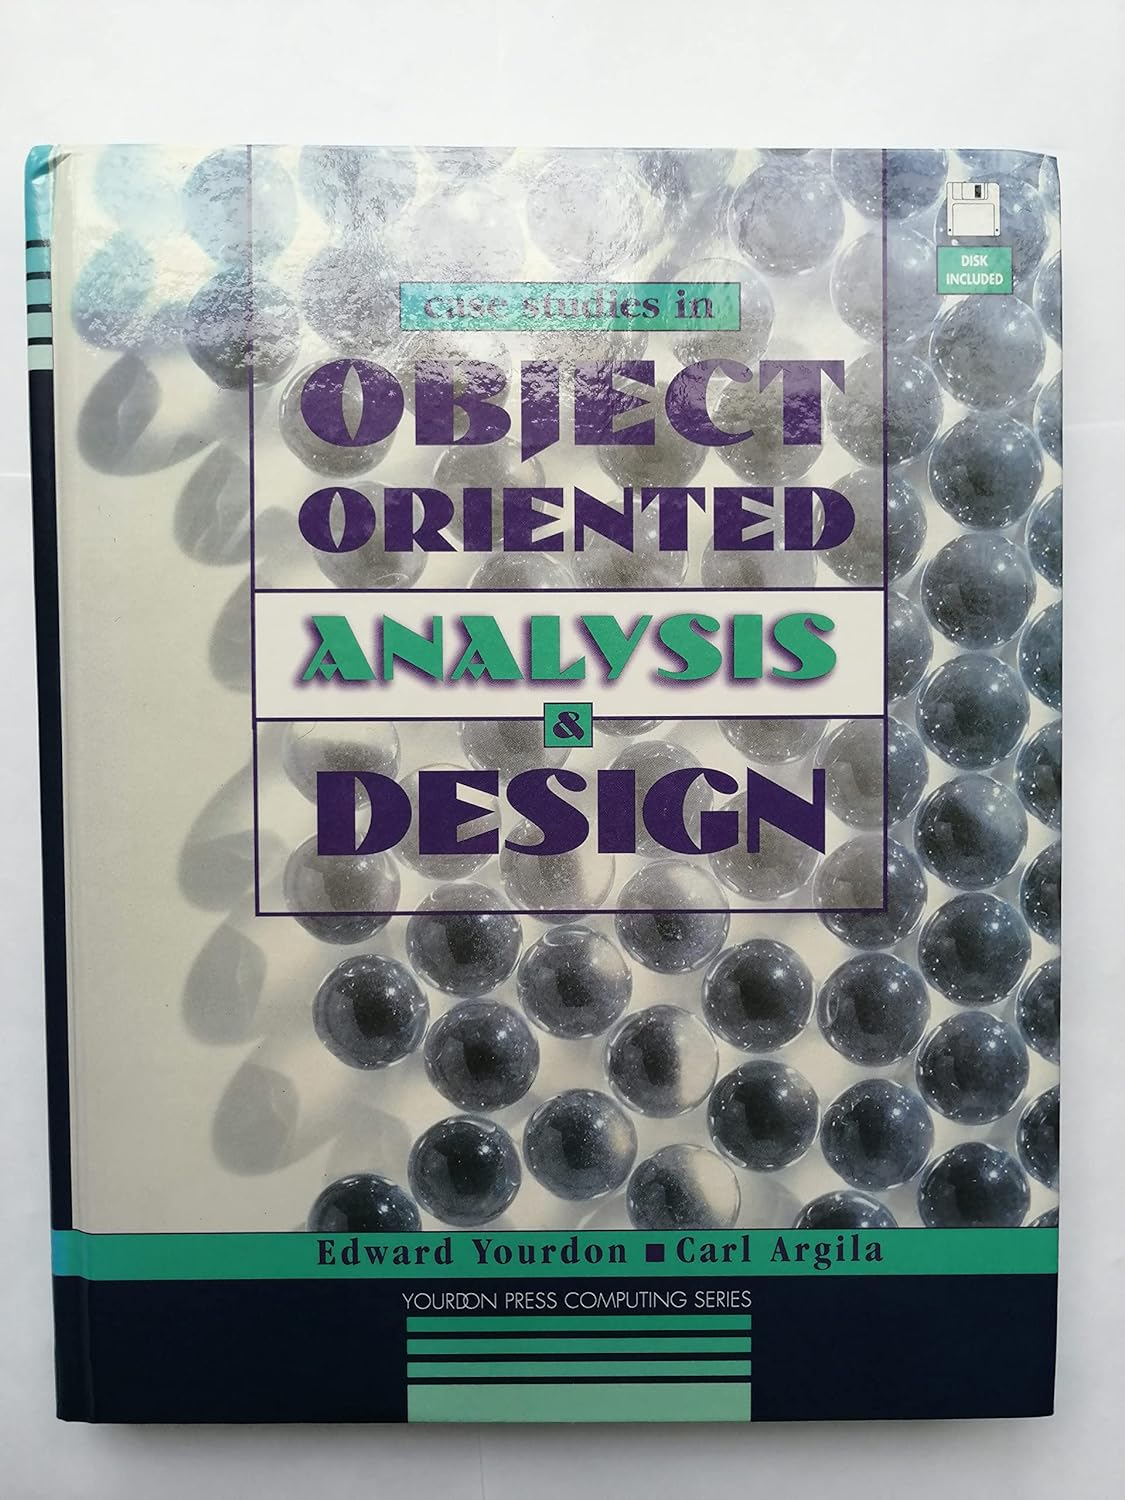 DISK
INCLUDED
case studies in
OBJECT
ORIENTED
ANALYSIS
&
DESIGN
Edward Yourdon ■ Carl Argila
YOURDON PRESS COMPUTING SERIES